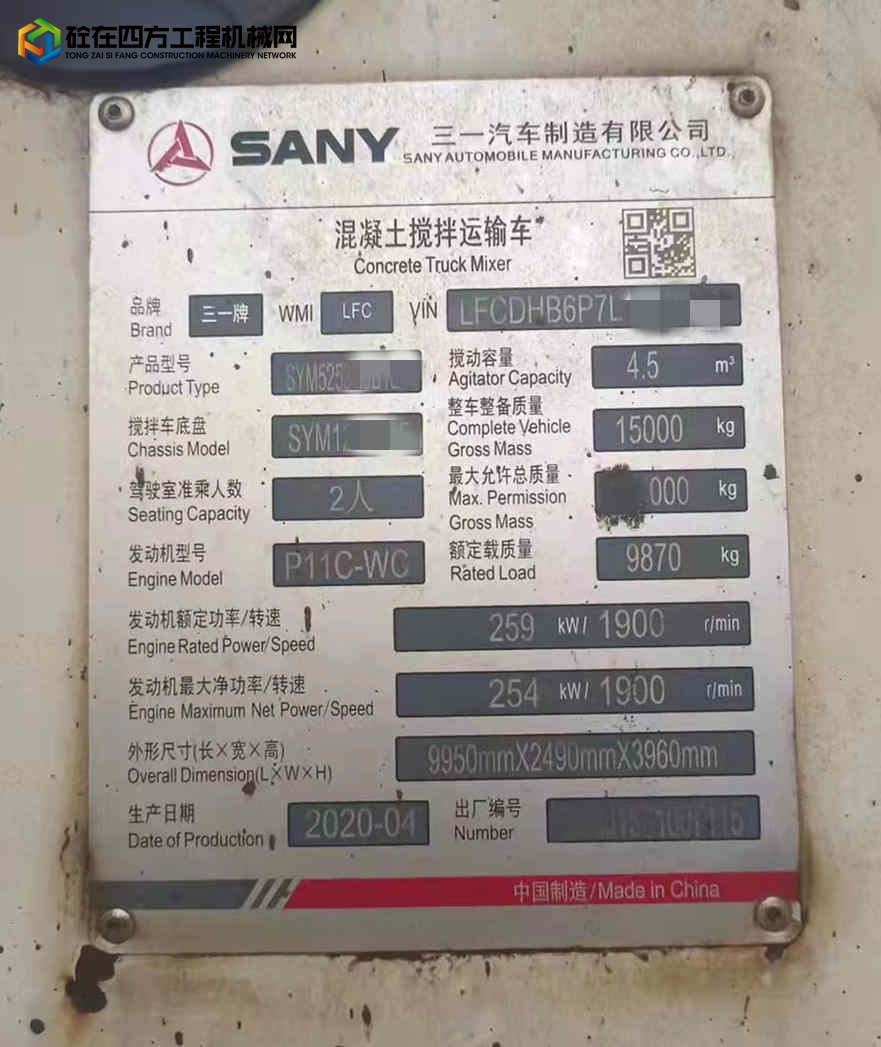 砼在四方工程机械网
TONG ZAI SI FANG CONSTRUCTION MACHINERY NETWORK
SANY 三一汽车制造有限公司
SANY AUTOMOBILE MANUFACTURING CO.,LTD.,
混凝土搅拌运输车
Concrete Truck Mixer
品牌 三一牌 WMI LFC VIN LFCDHB6P7L
Brand
产品型号 SYM525
Product Type
搅动容量 4.5 m³
Agitator Capacity
搅拌车底盘 SYM12
Chassis Model
整车整备质量 15000 kg
Complete Vehicle
Gross Mass
驾驶室准乘人数 2人
Seating Capacity
最大允许总质量 000 kg
Max. Permission
Gross Mass
发动机型号 P11C-WC
Engine Model
额定载质量 9870 kg
Rated Load
发动机额定功率/转速 259 kW/ 1900 r/min
Engine Rated Power/Speed
发动机最大净功率/转速 254 kW/ 1900 r/min
Engine Maximum Net Power/Speed
外形尺寸(长×宽×高) 9950mmX2490mmX3960mm
Overall Dimension(L×W×H)
生产日期 2020-04
Date of Production
出厂编号
Number
中国制造/Made in China